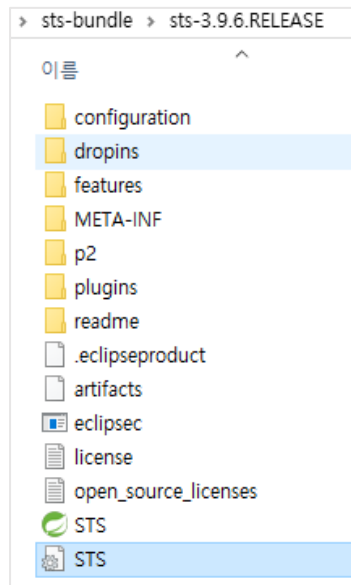 > sts-bundle > sts-3.9.6.RELEASE
이름
configuration
dropins
features
META-INF
p2
plugins
readme
.eclipseproduct
artifacts
eclipsec
license
open_source_licenses
STS
STS